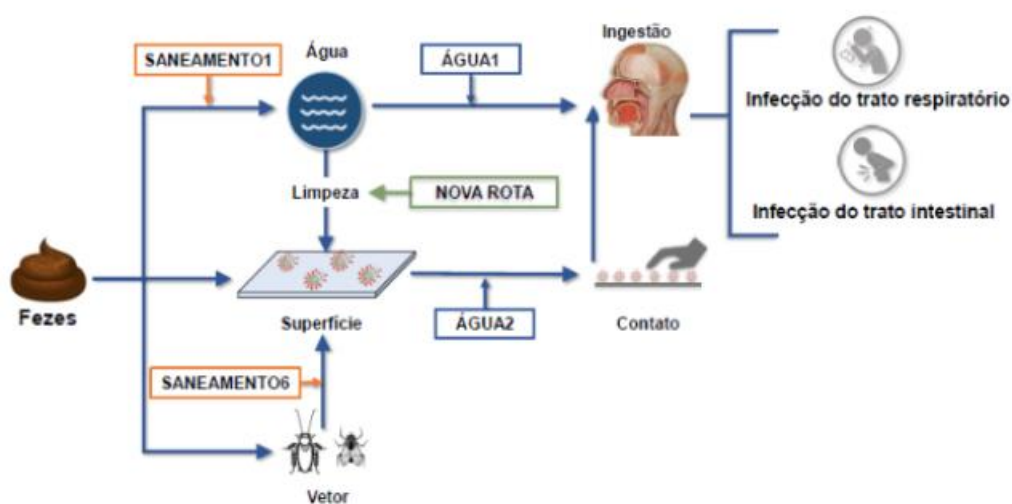 Água
Ingestão
SANEAMENTO1
ÁGUA1
Infecção do trato respiratório
Limpeza
NOVA ROTA
Infecção do trato intestinal
Fezes
Superfície
ÁGUA2
Contato
SANEAMENTO6
Vetor